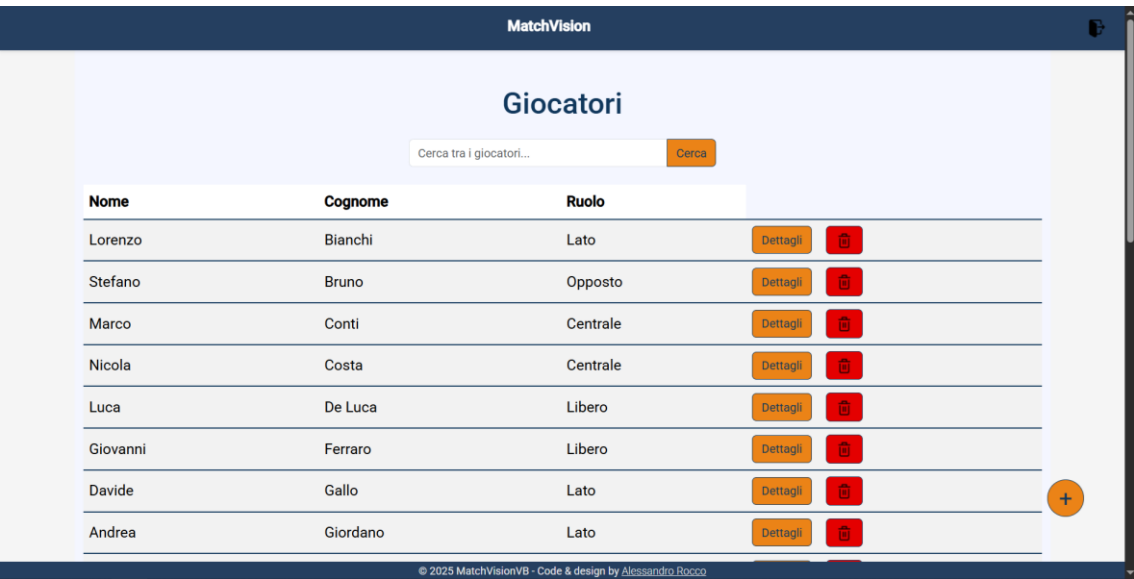 MatchVision
Giocatori
Cerca tra i giocatori... Cerca
Nome Cognome Ruolo
Lorenzo Bianchi Lato Dettagli
Stefano Bruno Opposto Dettagli
Marco Conti Centrale Dettagli
Nicola Costa Centrale Dettagli
Luca De Luca Libero Dettagli
Giovanni Ferraro Libero Dettagli
Davide Gallo Lato Dettagli
+
Andrea Giordano Lato Dettagli
© 2025 MatchVisionVB - Code & design by Alessandro Rocco